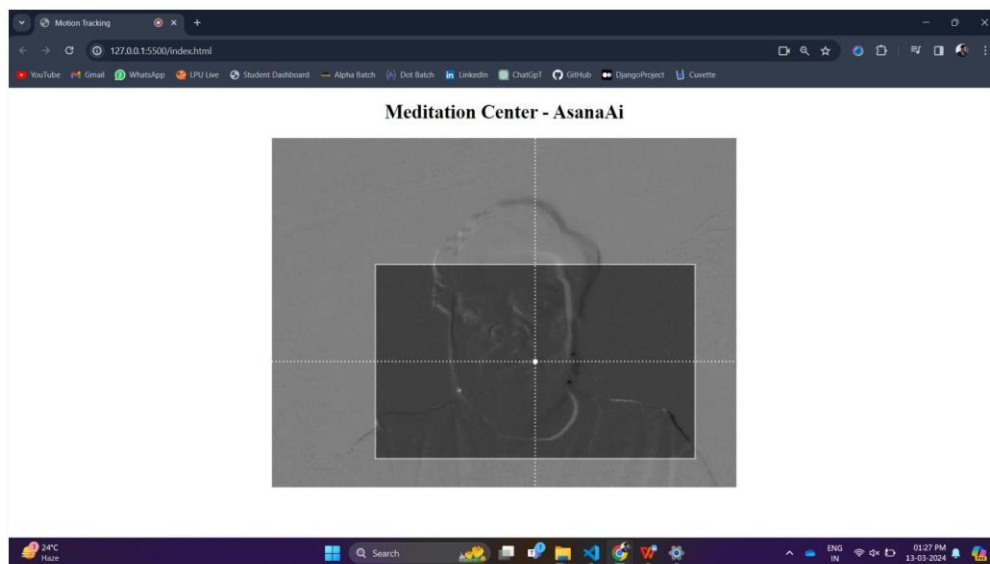 Motion Tracking
127.0.0.1:5500/index.html
YouTube Gmail WhatsApp LPU Live Student Dashboard Alpha Batch Dot Batch LinkedIn ChatGpT GitHub DjangoProject Cuvette
Meditation Center - AsanaAi
24°C
Haze
Search
ENG
IN
01:27 PM
13-03-2024